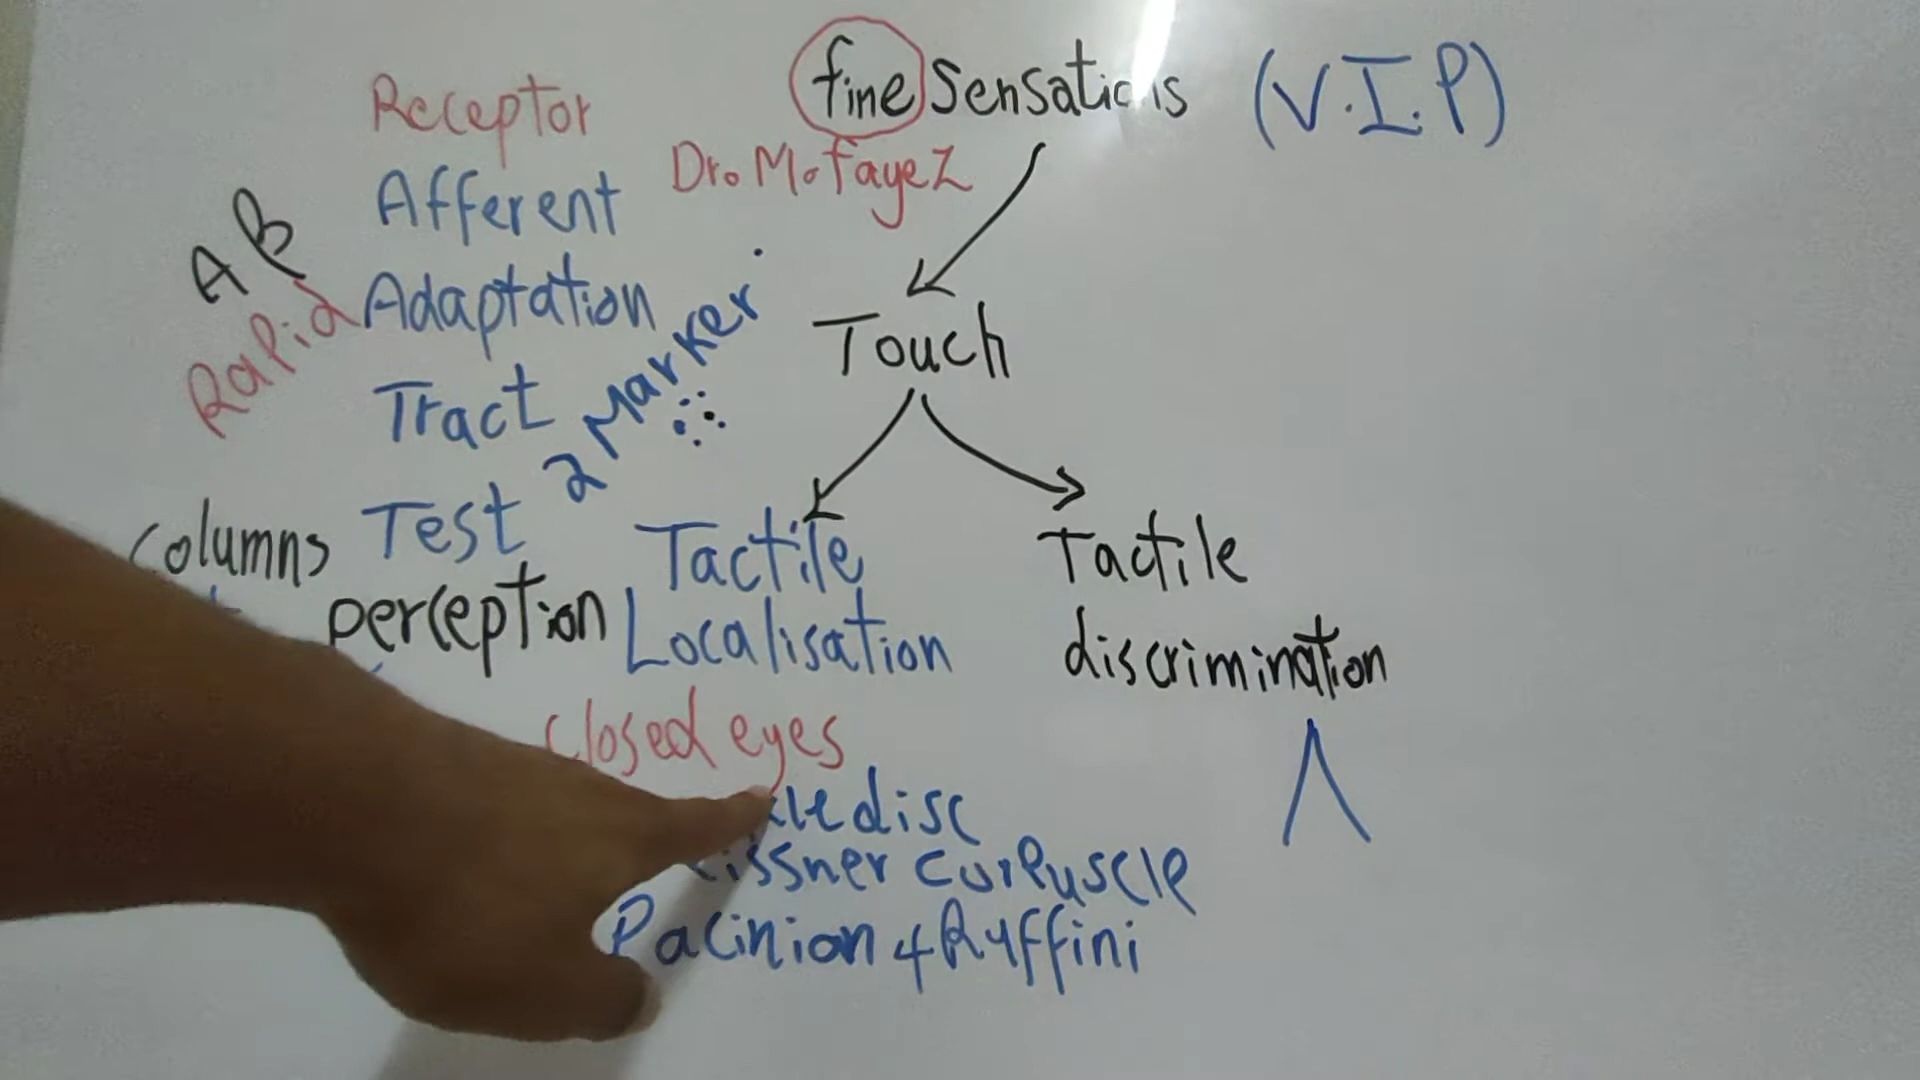 fine Sensations (V.I.P)
Dr. M. fayez
Receptor
Afferent
AB
Adaptation
Rapid
Tract
Test
2 Marker
Columns
perception
Touch
Tactile
Localisation
Tactile
discrimination
closed eyes
disc
corpuscle
Pacinion & Ruffini